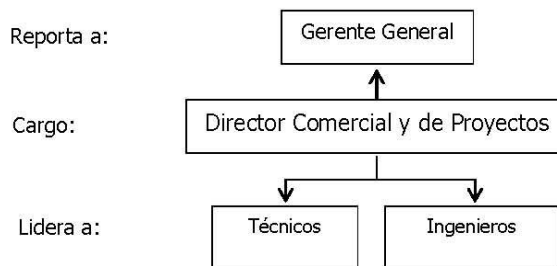 Reporta a:
Gerente General
Cargo:
Director Comercial y de Proyectos
Lidera a:
Técnicos
Ingenieros